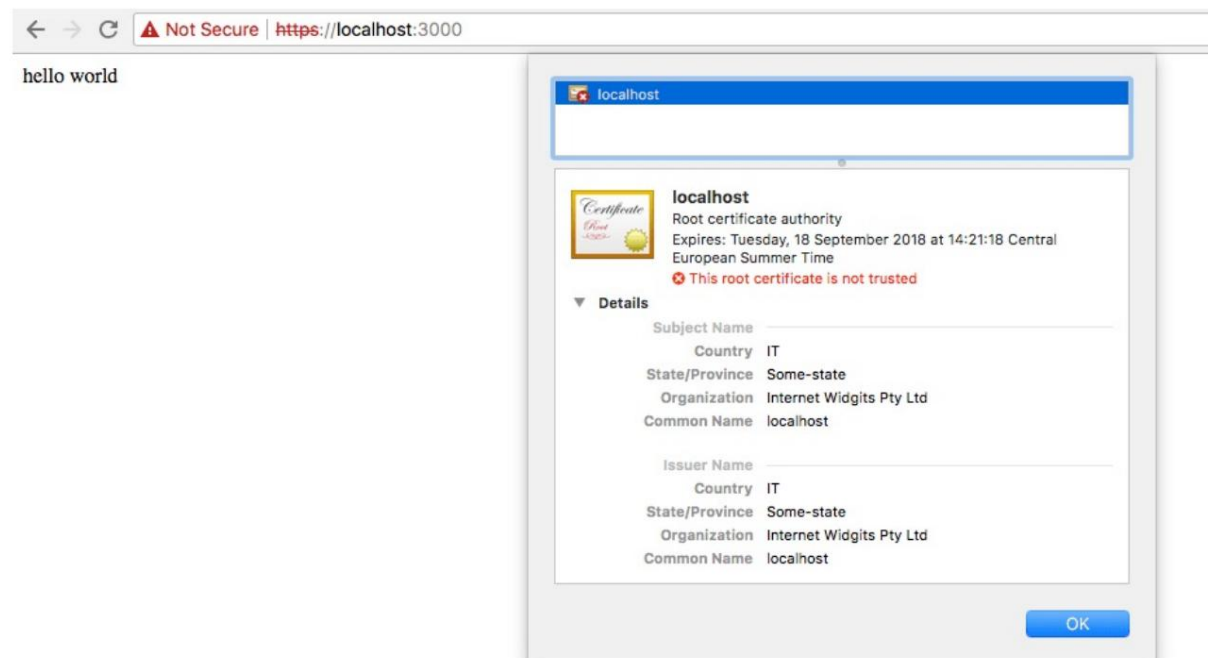 Not Secure | https://localhost:3000
hello world
localhost
Certificate
Root
localhost
Root certificate authority
Expires: Tuesday, 18 September 2018 at 14:21:18 Central
European Summer Time
This root certificate is not trusted
Details
Subject Name
Country IT
State/Province Some-state
Organization Internet Widgits Pty Ltd
Common Name localhost
Issuer Name
Country IT
State/Province Some-state
Organization Internet Widgits Pty Ltd
Common Name localhost
OK